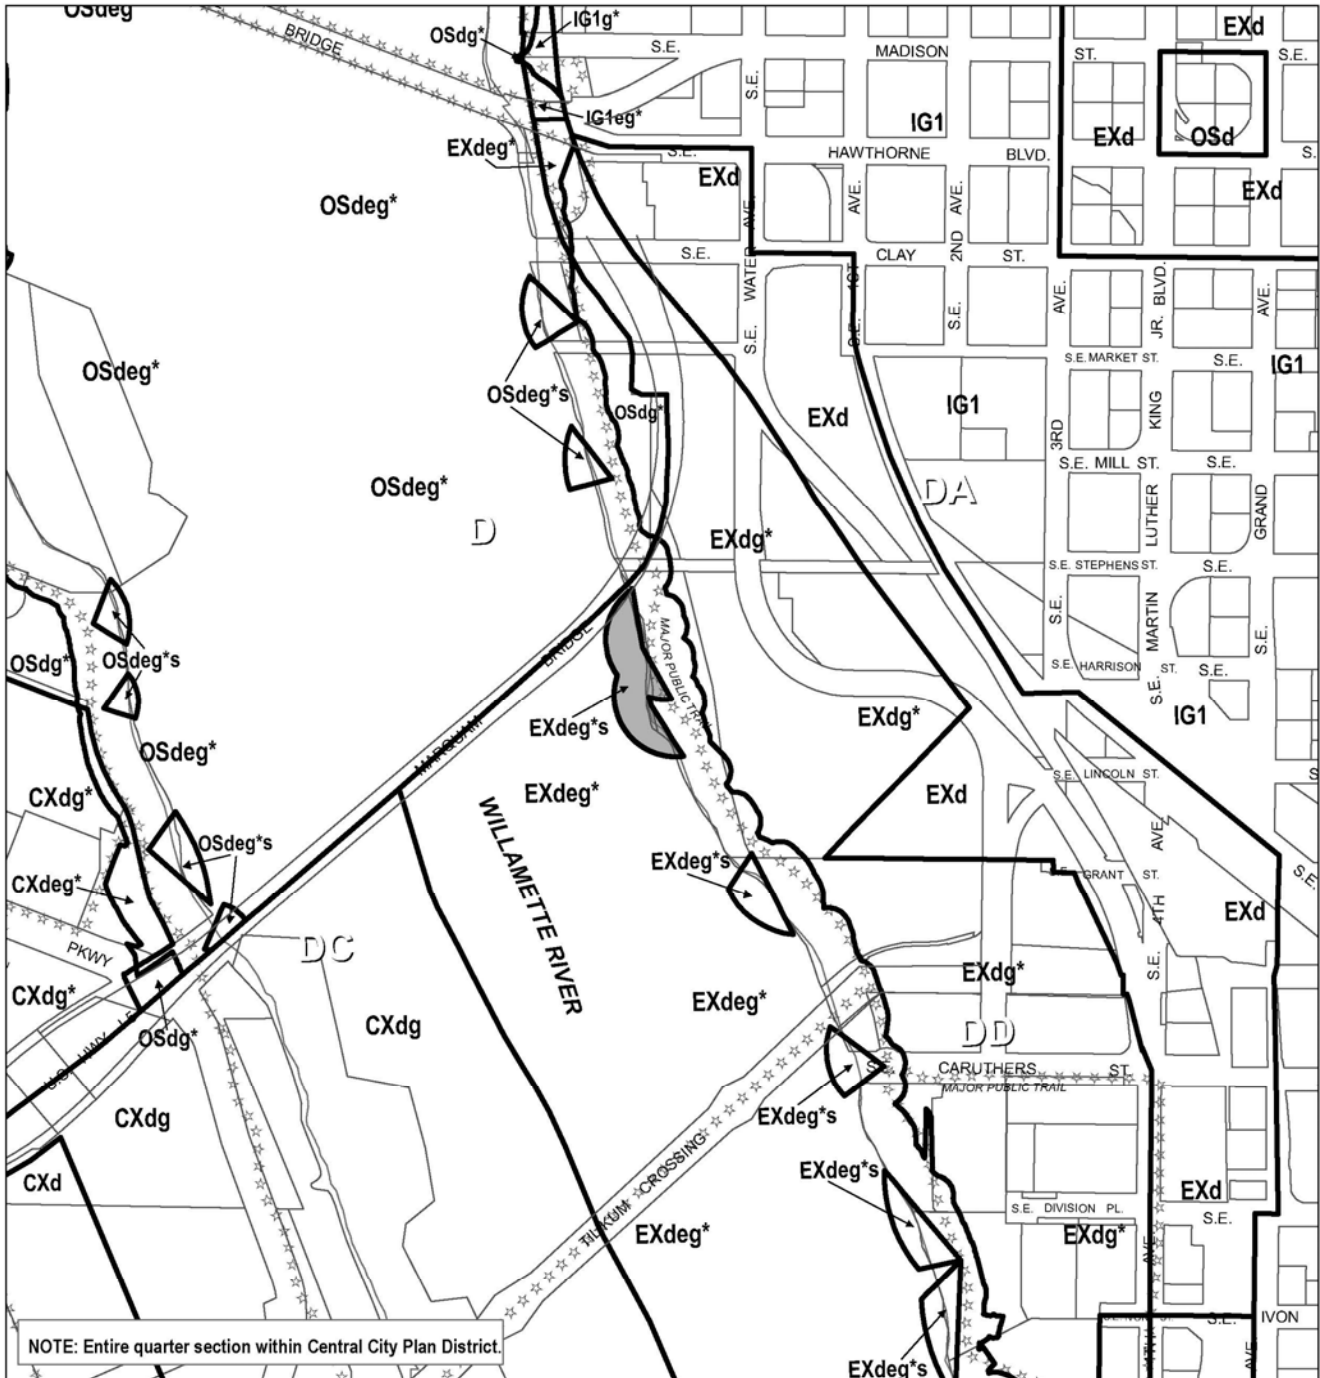 OSdeg
BRIDGE
OSdg*
IG1g*
S.E.
MADISON
ST.
EXd
S.E.
S.E.
IG1eg*
IG1
EXd
OSd
EXdeg*
S.E.
HAWTHORNE
BLVD.
S.
EXd
EXd
OSdeg*
AVE.
AVE.
AVE.
S.E.
CLAY
ST.
2ND
WATER
1ST
AVE.
BLVD.
AVE.
S.E.
S.E.
S.E.
JR.
OSdeg*
S.E. MARKET ST.
S.E.
IG1
OSdeg*s
OSdg*
EXd
IG1
KING
3RD
S.E. MILL ST.
S.E.
OSdeg*
DA
LUTHER
GRAND
D
EXdg*
S.E. STEPHENS ST.
S.E.
S.E.
MARTIN
S.E.
MAJOR PUBLIC TRAIL
BRIDGE
OSdg*
OSdeg*s
S.E. HARRISON ST.
S.E.
S.E.
EXdeg*s
EXdg*
IG1
MARQUAM
OSdeg*
S.E. LINCOLN ST.
S
CXdg*
EXdeg*
EXd
WILLAMETTE RIVER
AVE.
OSdeg*s
EXdeg*s
GRANT ST.
S.E.
CXdeg*
4TH
EXd
PKWY
DC
S.E.
EXdg*
CXdg*
EXdeg*
CXdg
OSdg*
DD
U.S. HWY I-5
CARUTHERS
ST.
MAJOR PUBLIC TRAIL
CXdg
EXdeg*s
TILIKUM CROSSING
EXdeg*s
CXd
EXd
S.E. DIVISION PL.
S.E.
EXdeg*
EXdg*
AVE
S.E.
IVON
NOTE: Entire quarter section within Central City Plan District.
4TH
AVE.
EXdeg*s